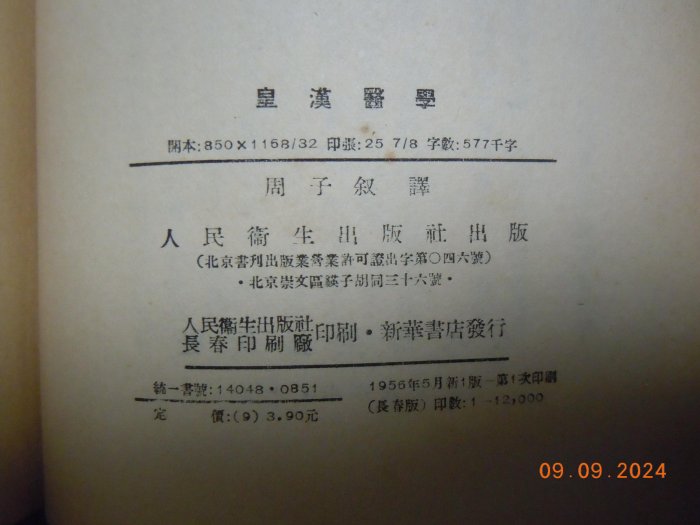 皇漢醫學
開本:850×1168/32 印張:25 7/8 字數:577千字
周子叙譯
人民衞生出版社出版
(北京書刊出版業營業許可證出字第〇四六號)
·北京崇文區緩子胡同三十六號·
人民衞生出版社
長春印刷廠
印刷·新華書店發行
統一書號:14048·0851
定 價:(9) 3.90元
1956年5月新1版—第1次印刷
(長春版) 印數:1—12,000
09.09.2024